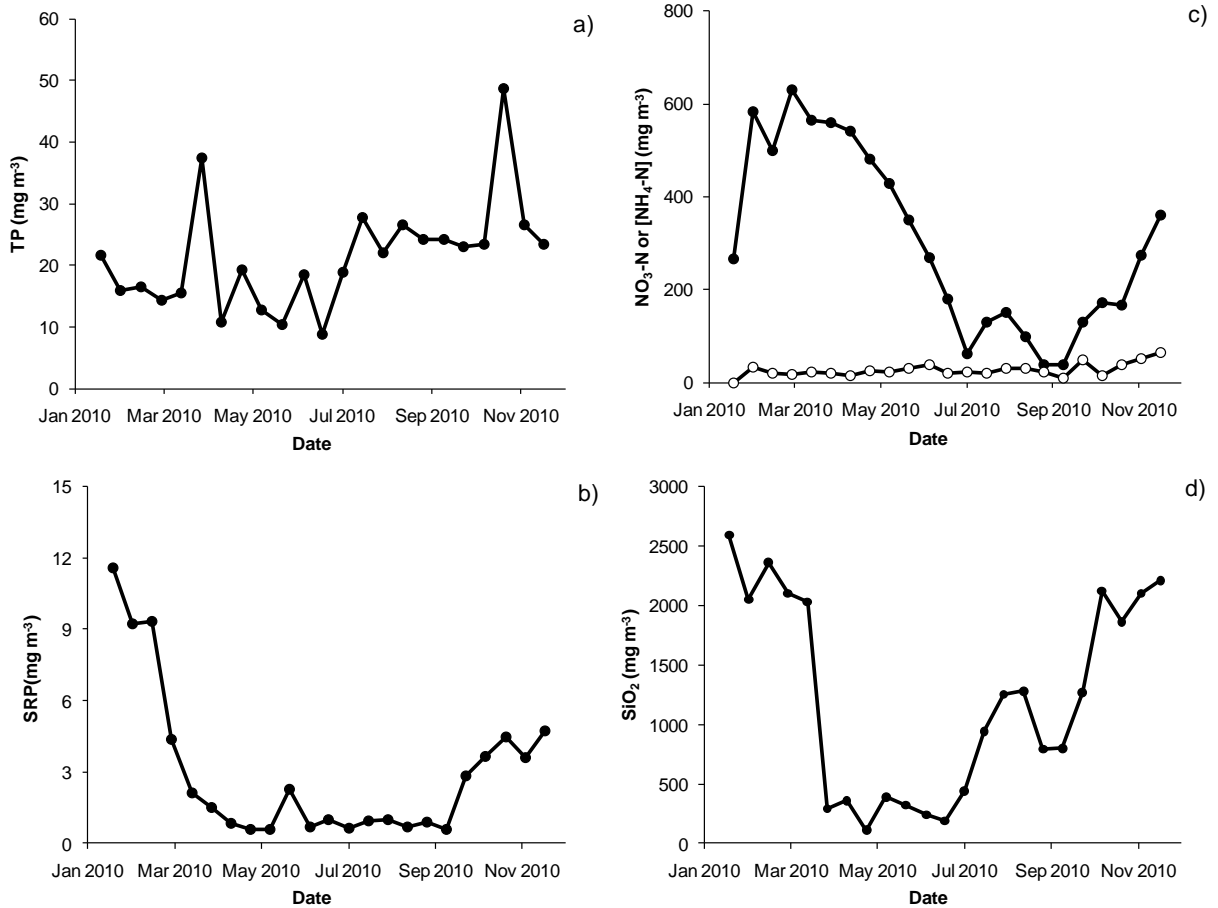 a)
70
60
50
40
30
20
10
0
TP (mg m-3)
Jan 2010 Mar 2010 May 2010 Jul 2010 Sep 2010 Nov 2010
Date
c)
800
600
400
200
0
NO3-N or [NH4-N] (mg m-3)
Jan 2010 Mar 2010 May 2010 Jul 2010 Sep 2010 Nov 2010
Date
b)
15
12
9
6
3
0
SRP(mg m-3)
Jan 2010 Mar 2010 May 2010 Jul 2010 Sep 2010 Nov 2010
Date
d)
3000
2500
2000
1500
1000
500
0
SiO2 (mg m-3)
Jan 2010 Mar 2010 May 2010 Jul 2010 Sep 2010 Nov 2010
Date